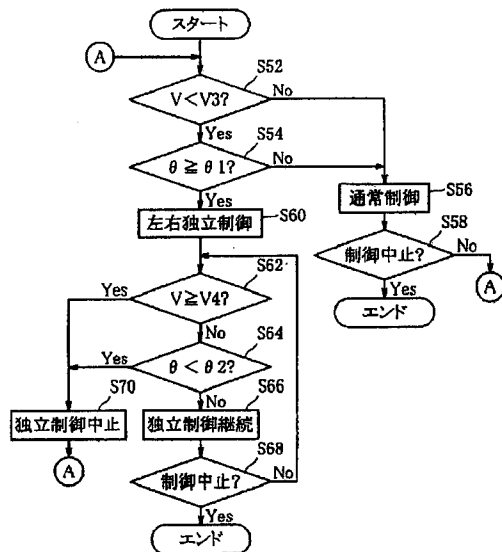 スタート
A
S52
V<V3?
No
Yes
S54
θ≧θ1?
No
Yes
S56
通常制御
S60
左右独立制御
S58
制御中止?
No
A
Yes
エンド
S62
V≧V4?
Yes
No
S64
θ<θ2?
Yes
No
S70
独立制御中止
A
S66
独立制御継続
S68
制御中止?
No
Yes
エンド